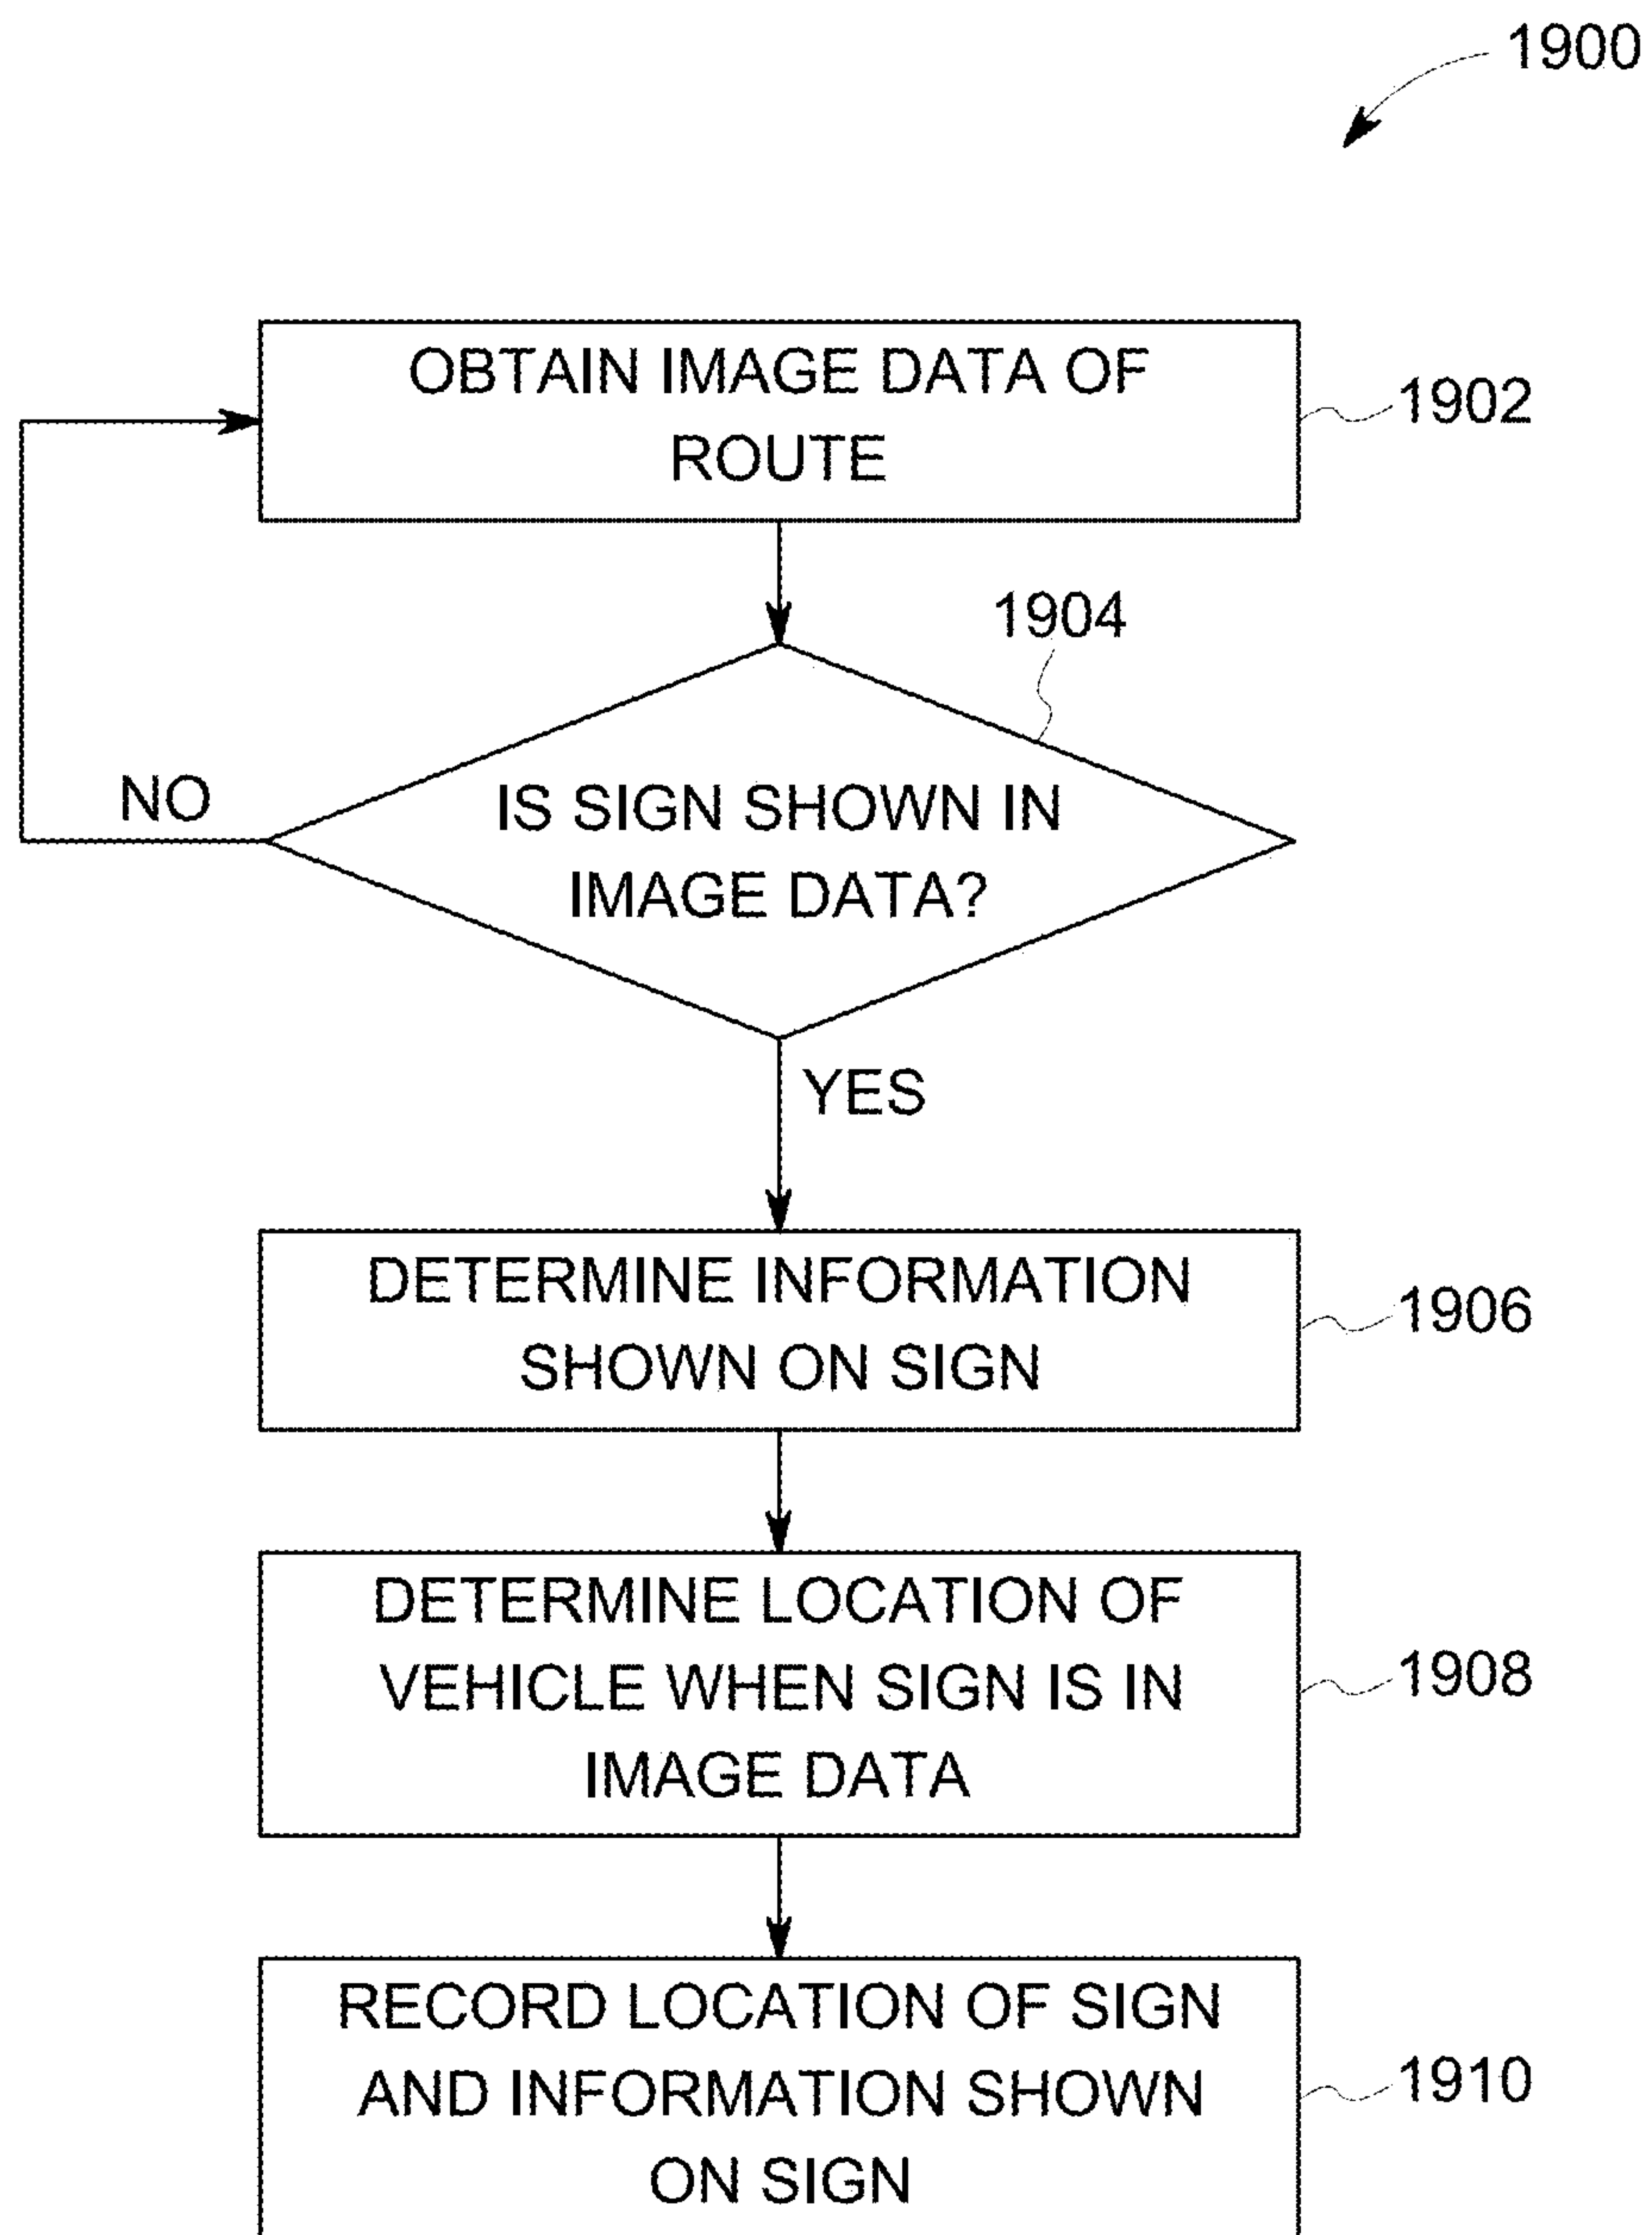 1900
OBTAIN IMAGE DATA OF
ROUTE
1902
1904
IS SIGN SHOWN IN
IMAGE DATA?
NO
YES
DETERMINE INFORMATION
SHOWN ON SIGN
1906
DETERMINE LOCATION OF
VEHICLE WHEN SIGN IS IN
IMAGE DATA
1908
RECORD LOCATION OF SIGN
AND INFORMATION SHOWN
ON SIGN
1910